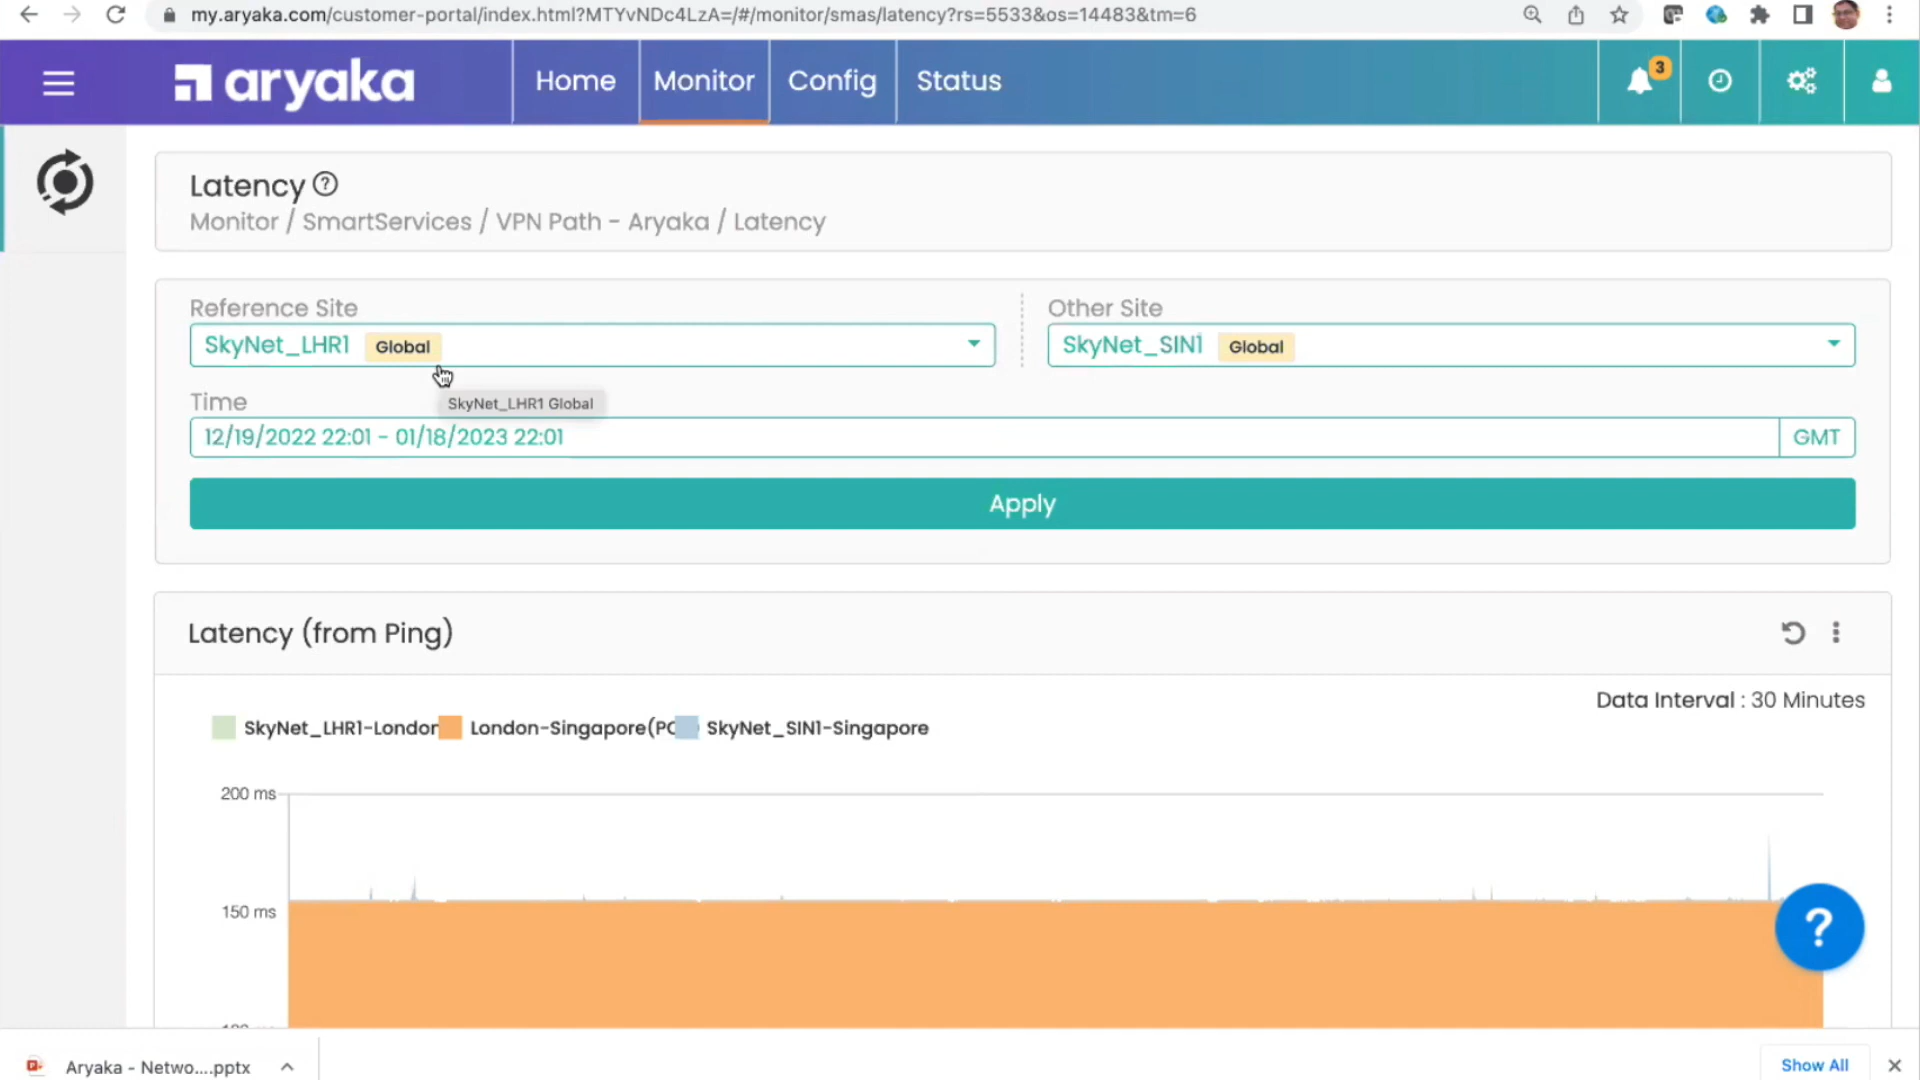 my.aryaka.com/customer-portal/index.html?MTYvNDc4LzA=/#/monitor/smas/latency?rs=5533&os=14483&tm=6
aryaka
Home
Monitor
Config
Status
3
Latency ?
Monitor / SmartServices / VPN Path - Aryaka / Latency
Reference Site
Other Site
SkyNet_LHR1 Global
SkyNet_SIN1 Global
SkyNet_LHR1 Global
Time
12/19/2022 22:01 - 01/18/2023 22:01
GMT
Apply
Latency (from Ping)
Data Interval : 30 Minutes
SkyNet_LHR1-London
London-Singapore(PO
SkyNet_SIN1-Singapore
200 ms
150 ms
?
Aryaka - Netwo....pptx
Show All